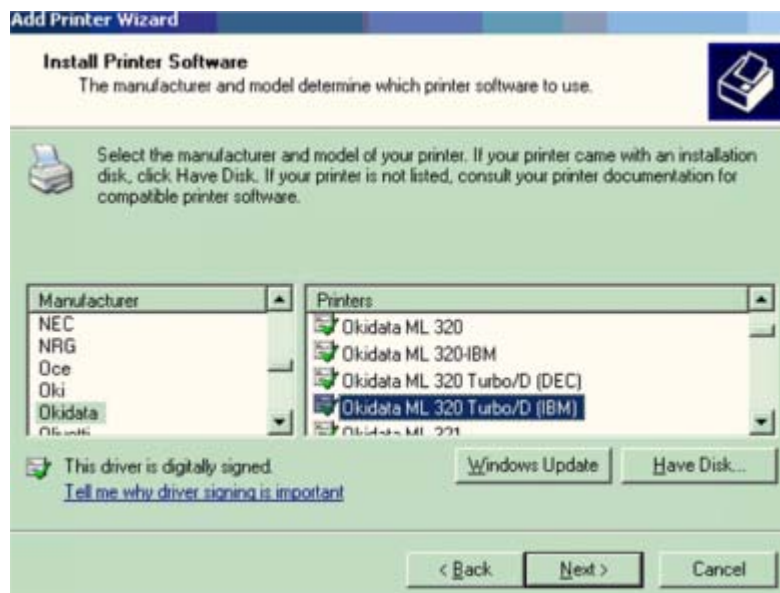 Add Printer Wizard
Install Printer Software
The manufacturer and model determine which printer software to use.
Select the manufacturer and model of your printer. If your printer came with an installation
disk, click Have Disk. If your printer is not listed, consult your printer documentation for
compatible printer software.
Manufacturer
NEC
NRG
Oce
Oki
Okidata
Olivetti
Printers
Okidata ML 320
Okidata ML 320-IBM
Okidata ML 320 Turbo/D (DEC)
Okidata ML 320 Turbo/D (IBM)
Okidata ML 321
This driver is digitally signed.
Tell me why driver signing is important
Windows Update
Have Disk...
< Back
Next >
Cancel